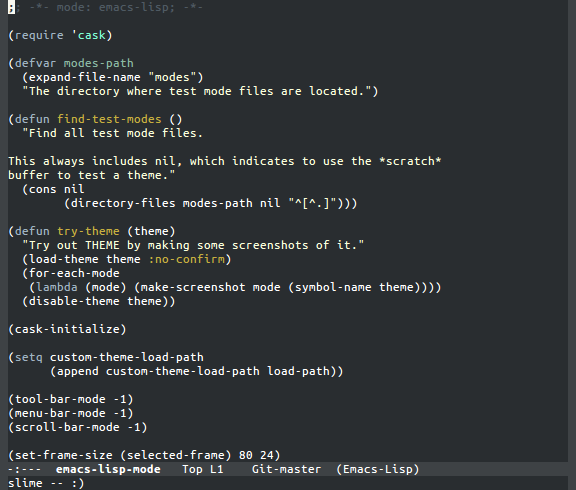 ;; -*- mode: emacs-lisp; -*-

(require 'cask)

(defvar modes-path
  (expand-file-name "modes")
  "The directory where test mode files are located.")

(defun find-test-modes ()
  "Find all test mode files.

This always includes nil, which indicates to use the *scratch*
buffer to test a theme."
  (cons nil
        (directory-files modes-path nil "^[^.]")))

(defun try-theme (theme)
  "Try out THEME by making some screenshots of it."
  (load-theme theme :no-confirm)
  (for-each-mode
   (lambda (mode) (make-screenshot mode (symbol-name theme))))
  (disable-theme theme))

(cask-initialize)

(setq custom-theme-load-path
      (append custom-theme-load-path load-path))

(tool-bar-mode -1)
(menu-bar-mode -1)
(scroll-bar-mode -1)

(set-frame-size (selected-frame) 80 24)
-:---  emacs-lisp-mode   Top L1    Git-master  (Emacs-Lisp)
slime -- :)